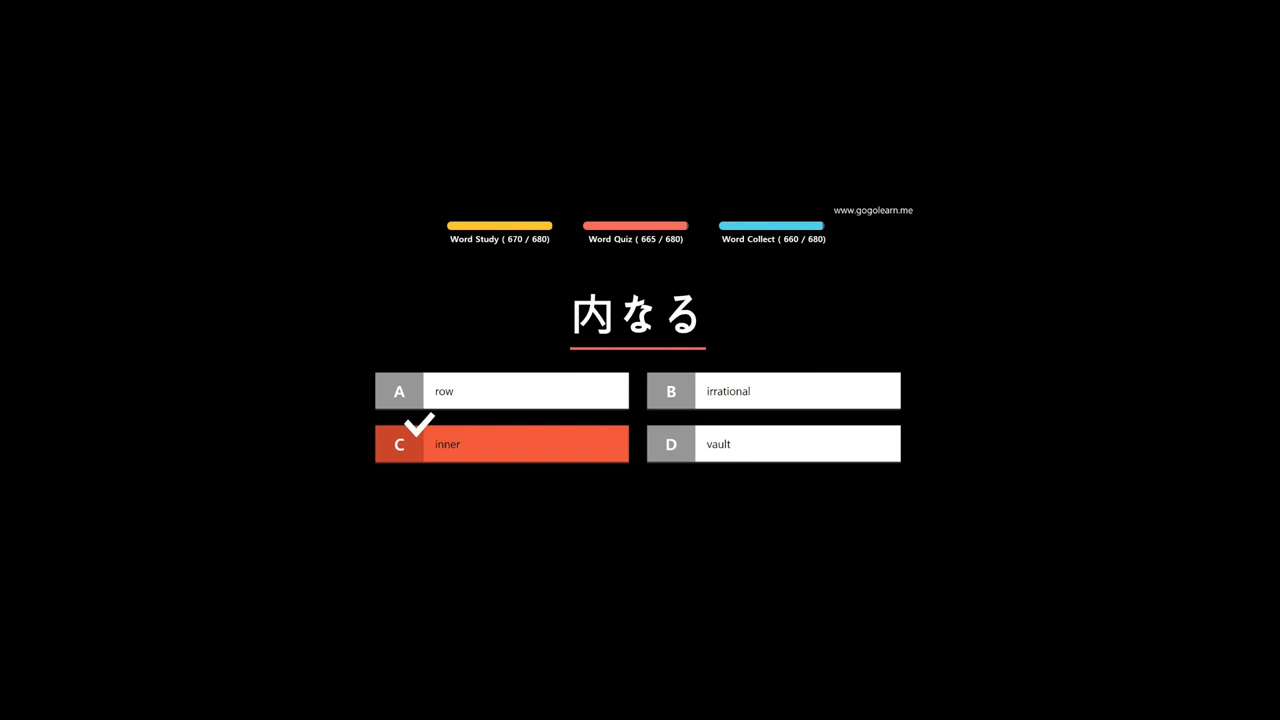 www.gogolearn.me
Word Study ( 670 / 680)
Word Quiz ( 665 / 680)
Word Collect ( 660 / 680)
内なる
A row
B irrational
C inner
D vault